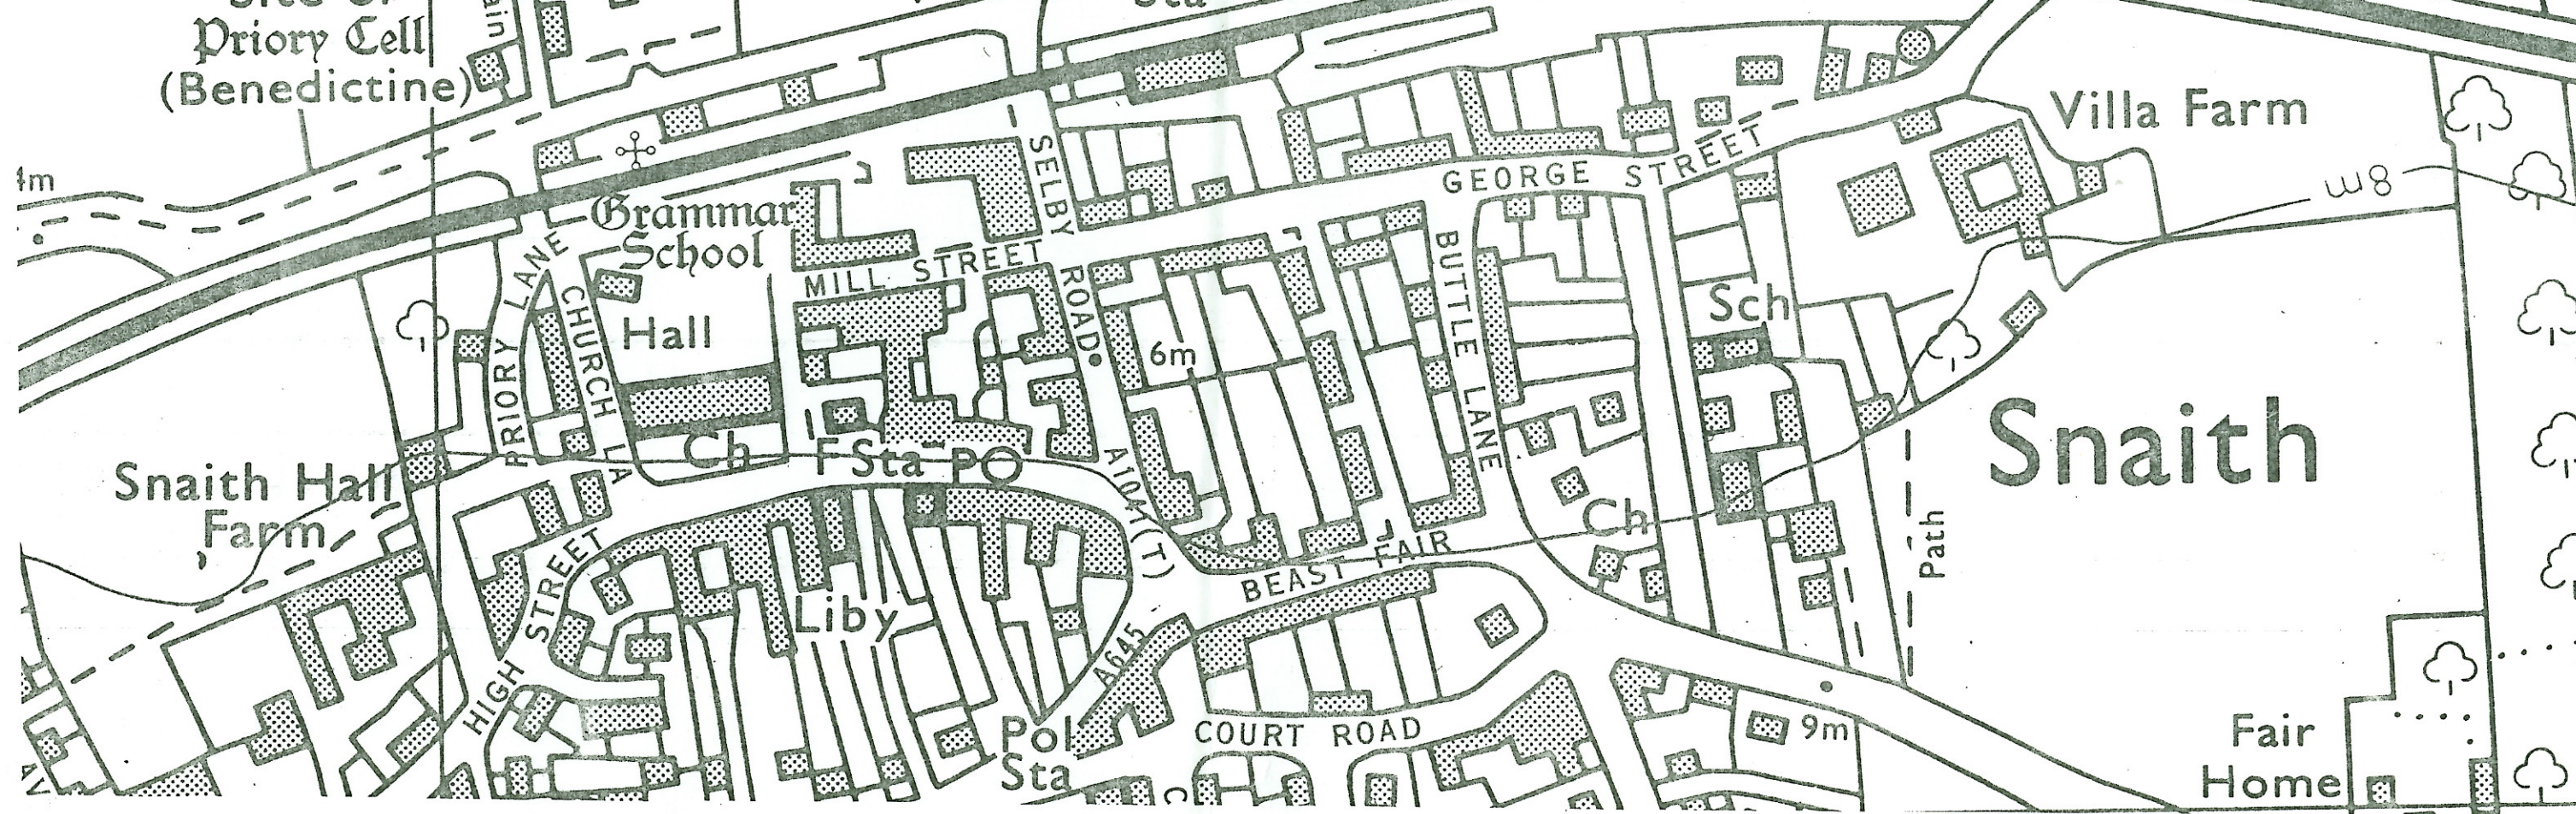 Priory Cell
(Benedictine)
Sta
4m
Grammar
School
SELBY
ROAD
GEORGE STREET
Villa Farm
8m
PRIORY LANE
CHURCH LA
Hall
MILL STREET
6m
BUTTLE LANE
Sch
Snaith
Snaith Hall
Farm
Ch
F Sta
PO
A1041(T)
Ch
Path
HIGH STREET
Liby
BEAST FAIR
A645
Pol
Sta
COURT ROAD
9m
Fair
Home